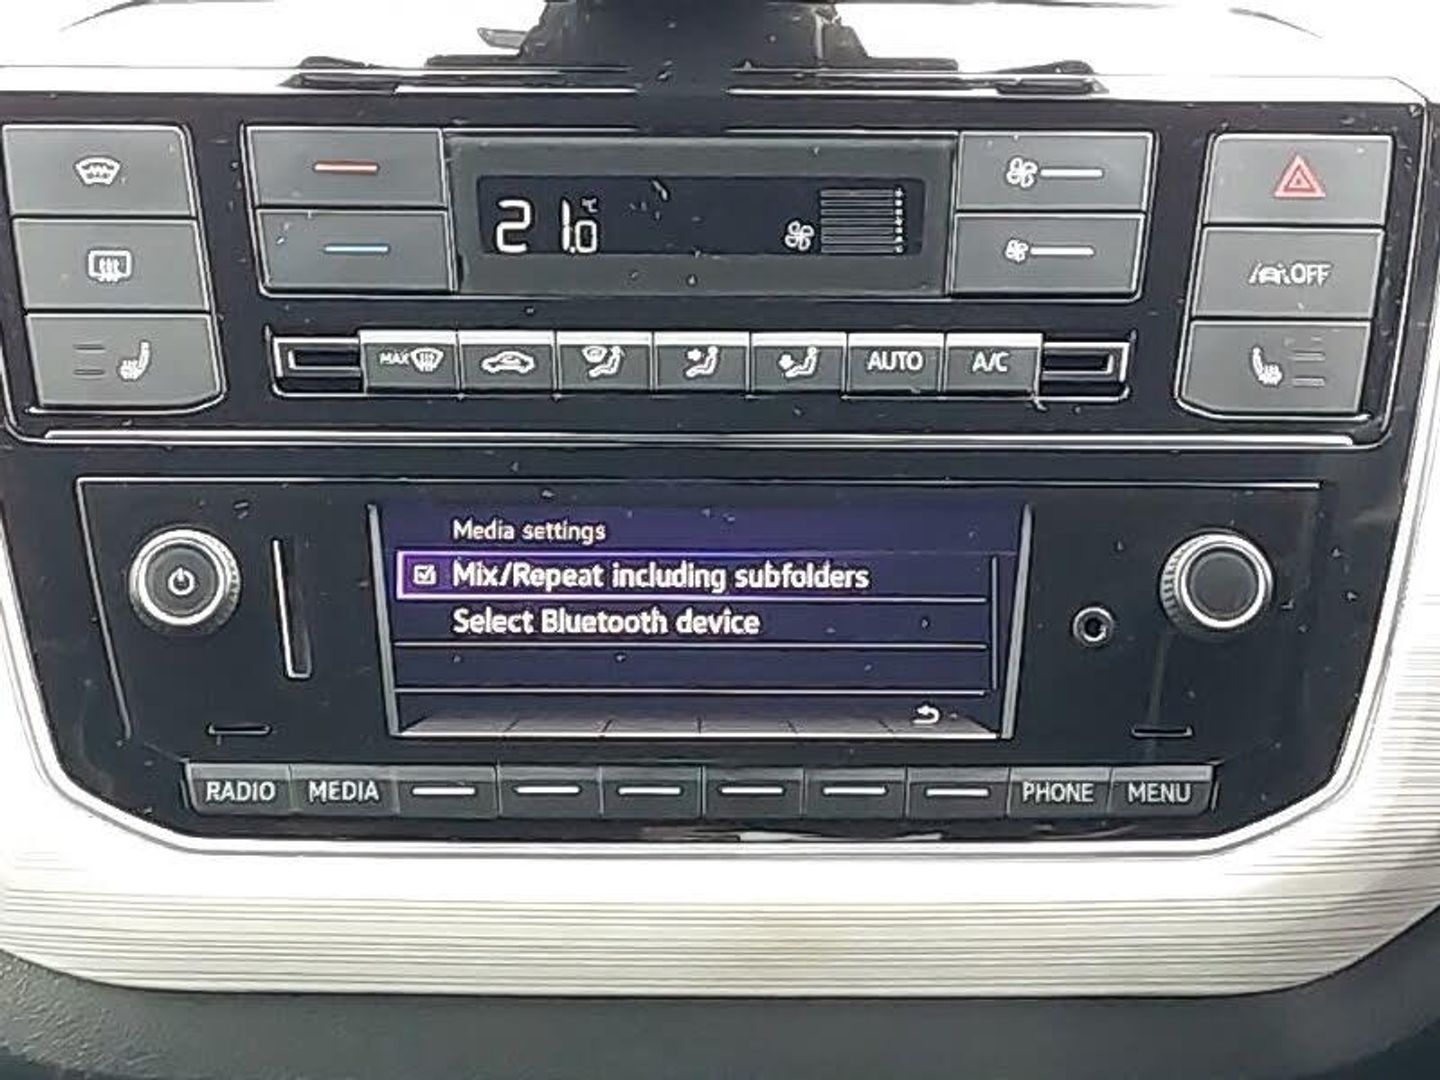 21.0 °C
OFF
MAX
AUTO
A/C
Media settings
Mix/Repeat including subfolders
Select Bluetooth device
RADIO
MEDIA
PHONE
MENU